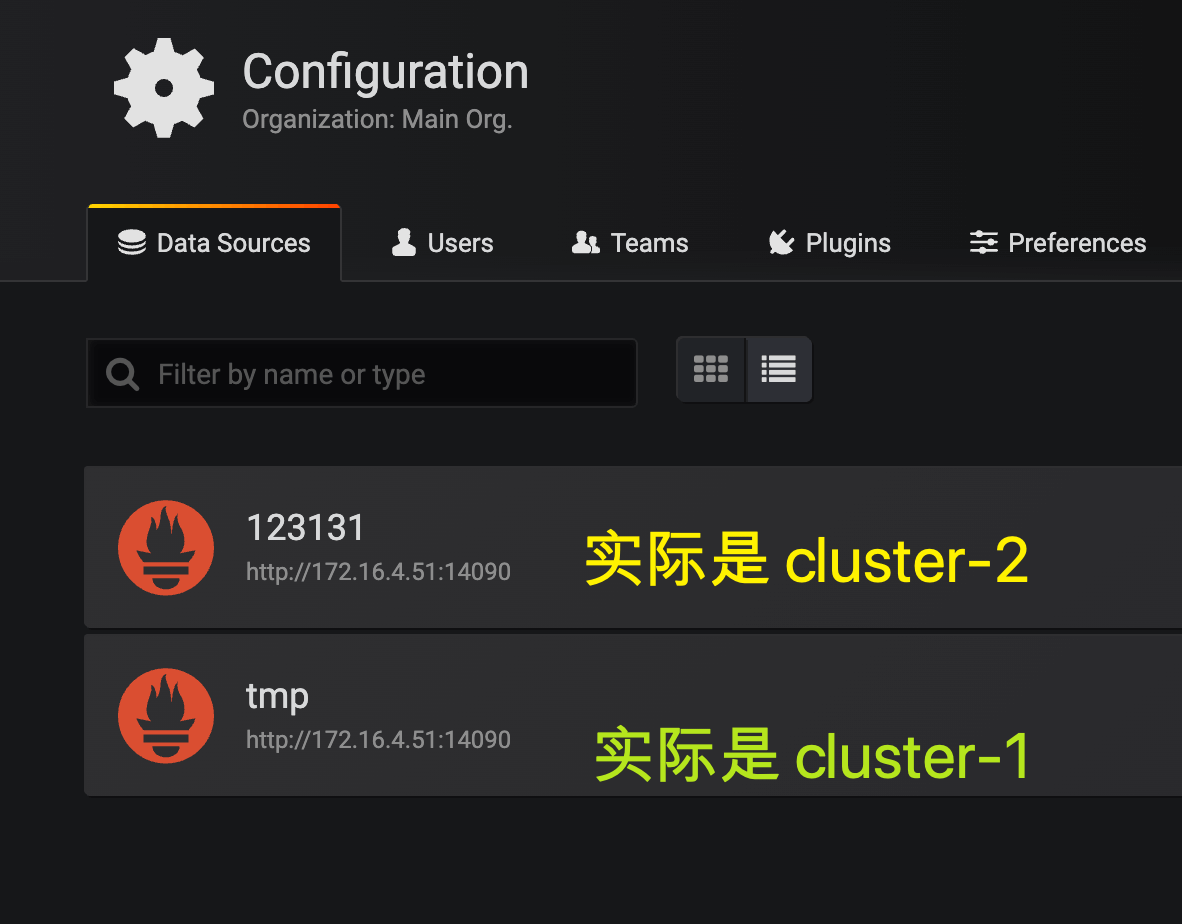 Configuration
Organization: Main Org.
Data Sources Users Teams Plugins Preferences
Filter by name or type
123131
http://172.16.4.51:14090
实际是 cluster-2
tmp
http://172.16.4.51:14090
实际是 cluster-1